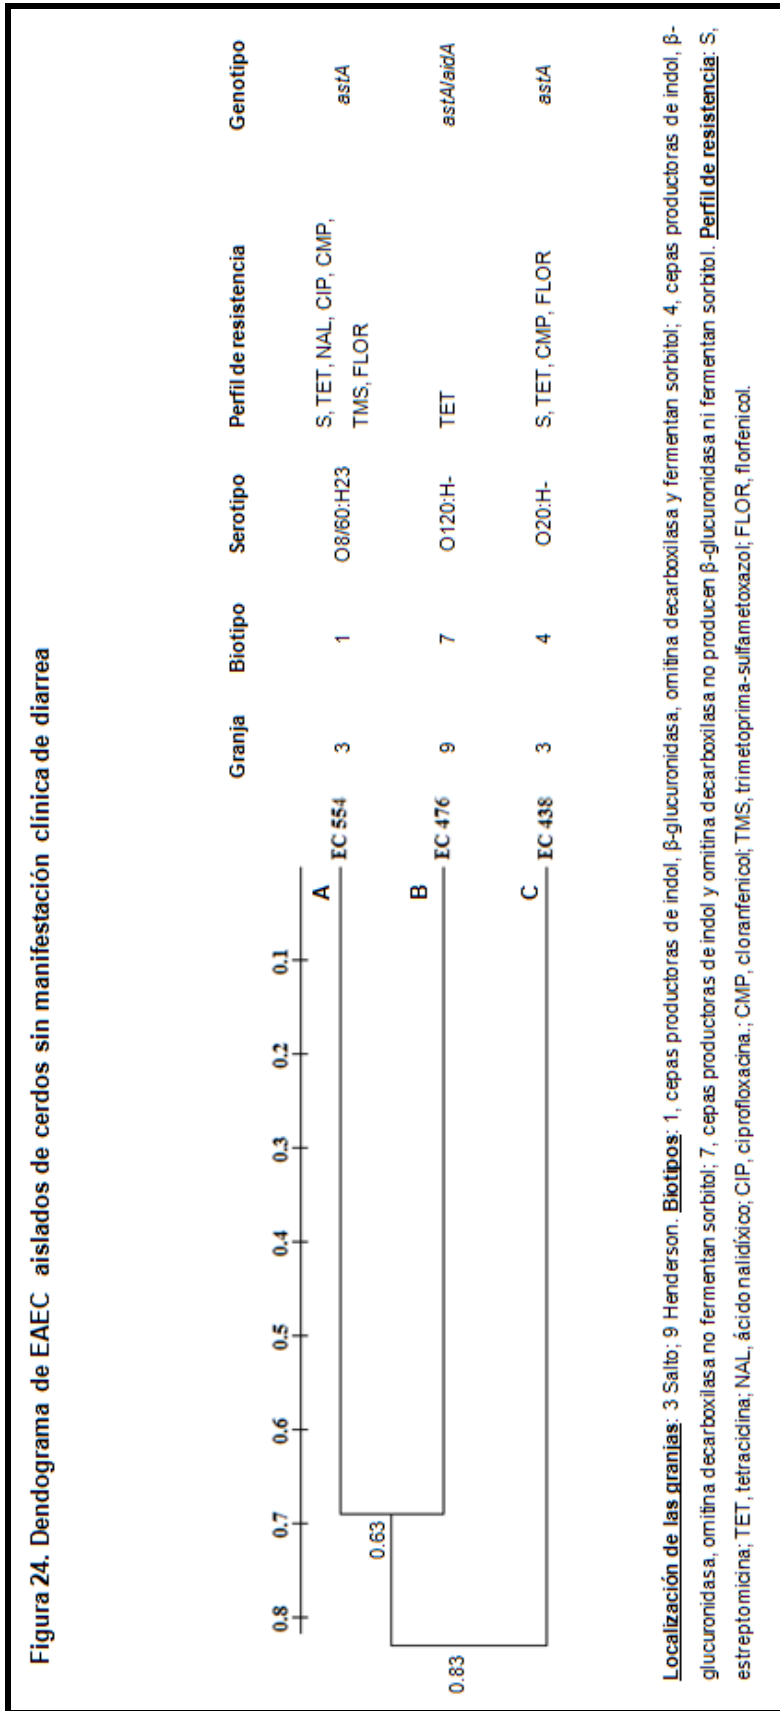 Figura 24. Dendograma de EAEC aislados de cerdos sin manifestación clínica de diarrea
Granja Biotipo Serotipo Perfil de resistencia Genotipo
0.8 0.7 0.6 0.5 0.4 0.3 0.2 0.1
A
EC 554 3 1 O8/60:H23 S, TET, NAL, CIP, CMP, TMS, FLOR astA
0.63
B
EC 476 9 7 O120:H- TET astA/aidA
0.83
C
EC 438 3 4 O20:H- S, TET, CMP, FLOR astA
Localización de las granjas: 3 Salto; 9 Henderson. Biotipos: 1, cepas productoras de indol, β-glucuronidasa, ornitina decarboxilasa y fermentan sorbitol; 4, cepas productoras de indol, β-
glucuronidasa, ornitina decarboxilasa no fermentan sorbitol; 7, cepas productoras de indol y ornitina decarboxilasa no producen β-glucuronidasa ni fermentan sorbitol. Perfil de resistencia: S,
estreptomicina; TET, tetraciclina; NAL, ácido nalidíxico; CIP, ciprofloxacina.; CMP, cloranfenicol; TMS, trimetoprima-sulfametoxazol; FLOR, florfenicol.